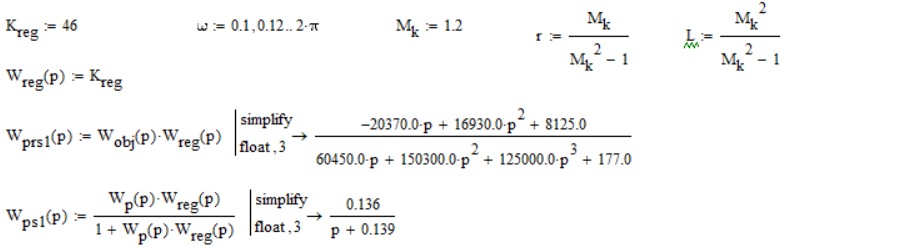 K_reg := 46 ω := 0.1, 0.12.. 2·π M_k := 1.2 r := M_k / (M_k^2 − 1) L := M_k^2 / (M_k^2 − 1)
W_reg(p) := K_reg
W_prs1(p) := W_obj(p)·W_reg(p) | simplify float ,3 → (−20370.0·p + 16930.0·p^2 + 8125.0) / (60450.0·p + 150300.0·p^2 + 125000.0·p^3 + 177.0)
W_ps1(p) := (W_p(p)·W_reg(p)) / (1 + W_p(p)·W_reg(p)) | simplify float ,3 → 0.136 / (p + 0.139)